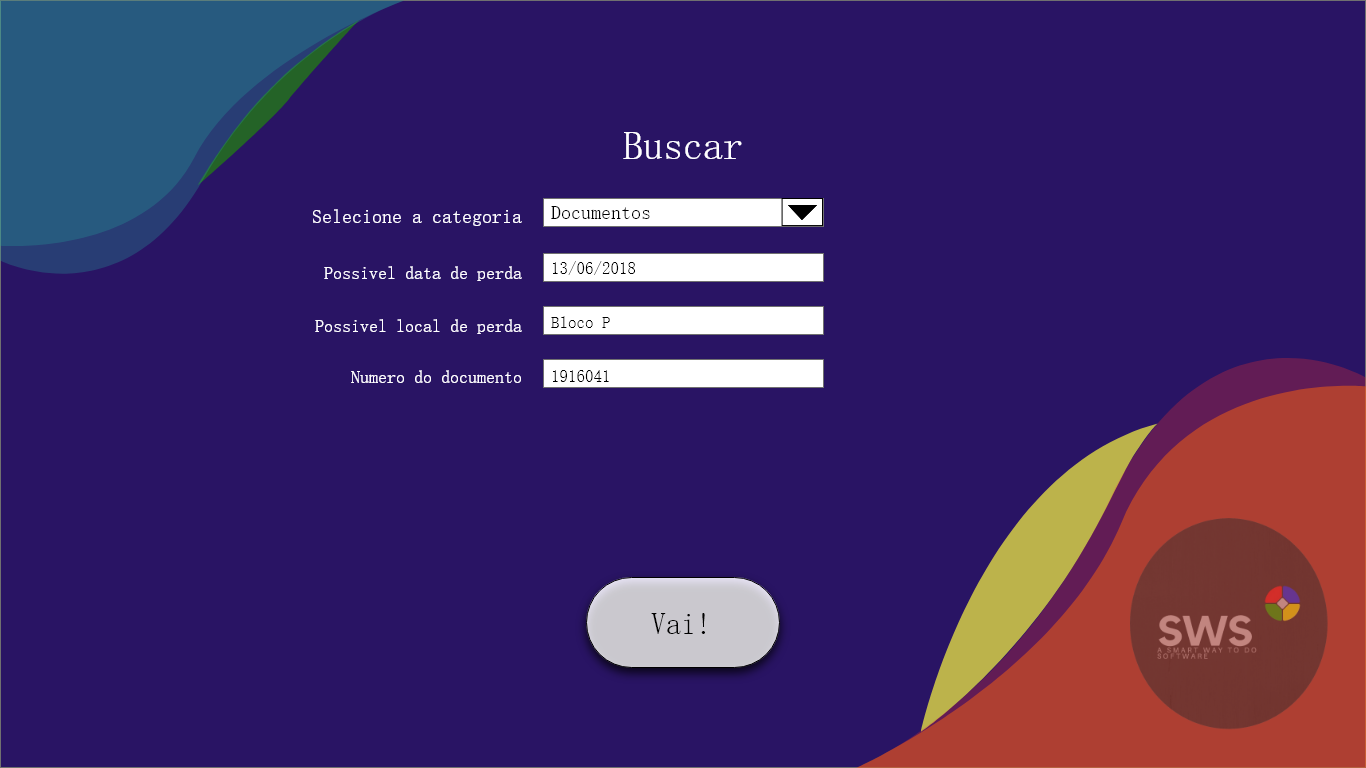 Buscar
Selecione a categoria Documentos
Possivel data de perda 13/06/2018
Possivel local de perda Bloco P
Numero do documento 1916041
Vai!
SWS
A SMART WAY TO DO
SOFTWARE